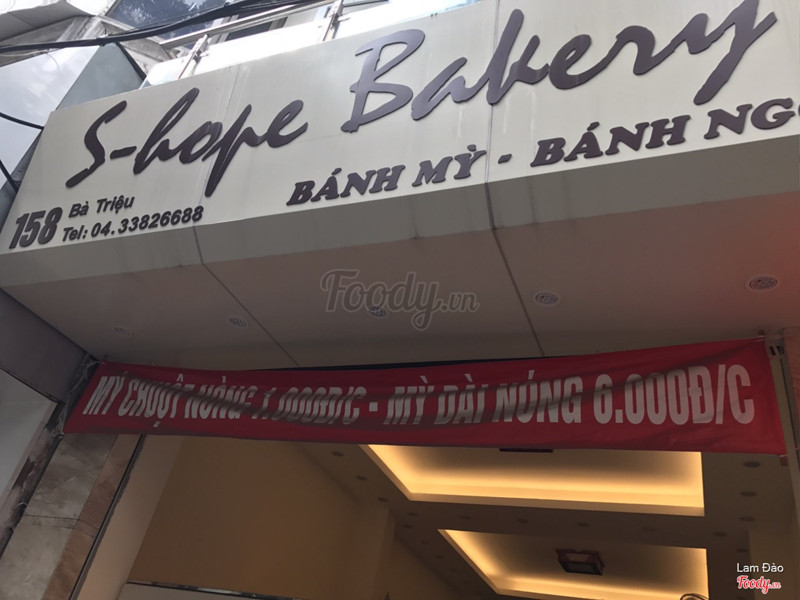 S-hope Bakery
BÁNH MỲ - BÁNH NG
158 Bà Triệu
Tel: 04. 33826688
Foody.vn
MỲ CHUỘT NÓNG 1.000Đ/C - MỲ DÀI NÓNG 6.000Đ/C
Lam Đào
Foody.vn